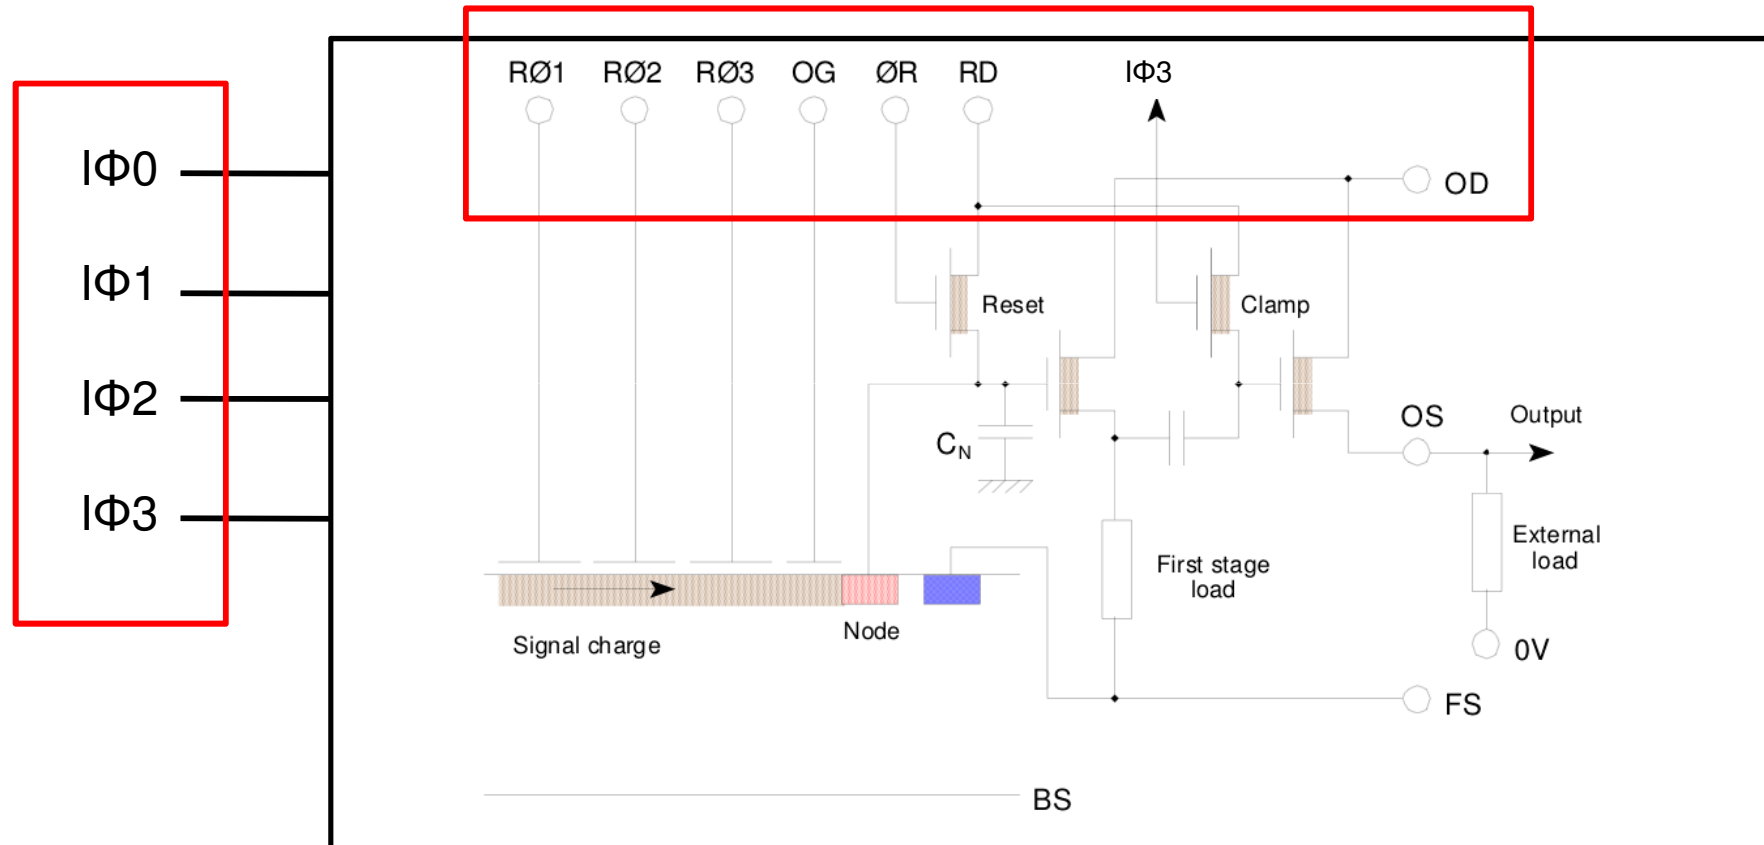 RØ1 RØ2 RØ3 OG ØR RD IΦ3
IΦ0
OD
IΦ1
Reset
Clamp
IΦ2
OS
Output
CN
IΦ3
External
load
First stage
load
Node
Signal charge
0V
FS
BS